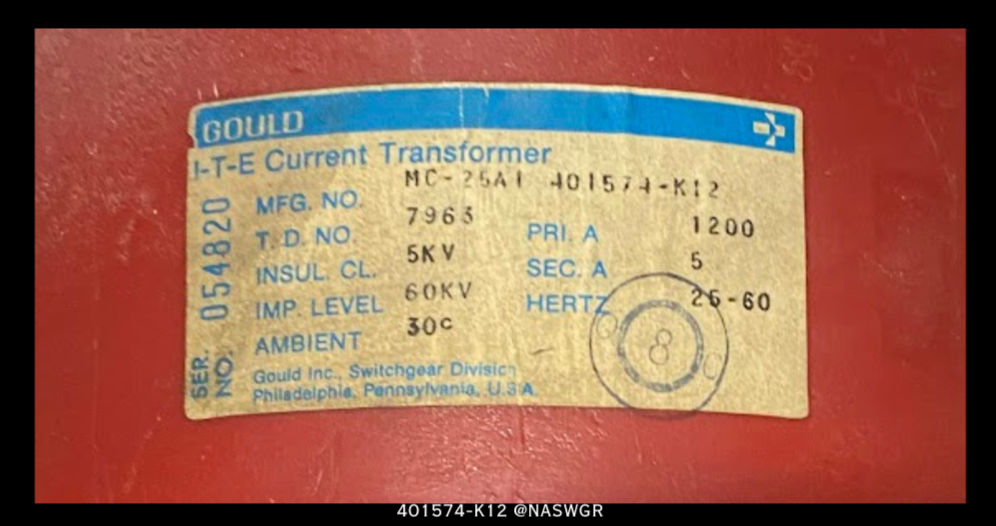 GOULD
I-T-E Current Transformer
MFG. NO. MC-25A1 401574-K12
T.D. NO. 7963 PRI. A 1200
INSUL. CL. 5KV SEC. A 5
IMP. LEVEL 60KV HERTZ 25-60
AMBIENT 30c
8
Gould Inc., Switchgear Division
Philadelphia, Pennsylvania, U.S.A.
SER. NO. 054820
401574-K12 @NASWGR